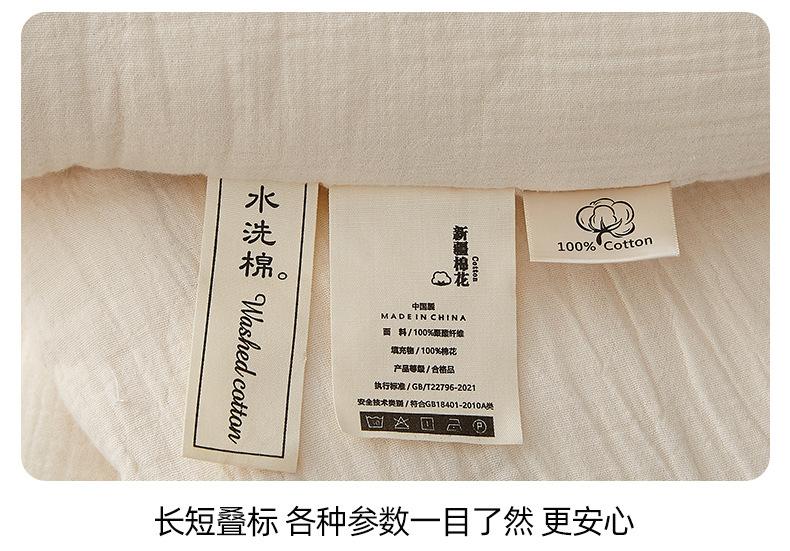 水洗棉。
Washed cotton
新疆棉花
Cotton
中国製
MADE IN CHINA
面 料/100%聚酯纤维
填充物/100%棉花
产品等级/合格品
执行标准/GB/T22796-2021
安全技术类别/符合GB18401-2010A类
P
100% Cotton
长短叠标 各种参数一目了然 更安心